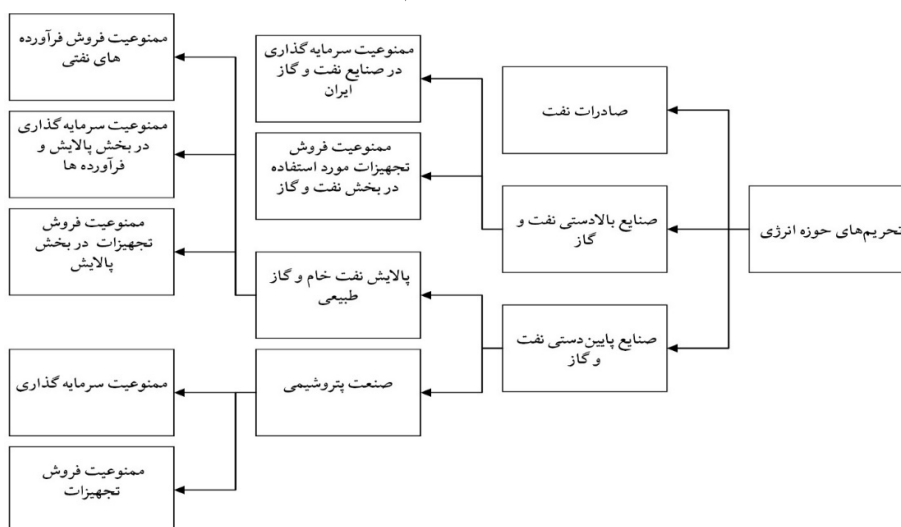 تحریم‌های حوزه انرژی
صادرات نفت
صنایع بالادستی نفت و
گاز
صنایع پایین‌دستی نفت
و گاز
ممنوعیت سرمایه گذاری
در صنایع نفت و گاز
ایران
ممنوعیت فروش
تجهیزات مورد استفاده
در بخش نفت و گاز
پالایش نفت خام و گاز
طبیعی
صنعت پتروشیمی
ممنوعیت فروش فرآورده
های نفتی
ممنوعیت سرمایه گذاری
در بخش پالایش و
فرآورده ها
ممنوعیت فروش
تجهیزات در بخش
پالایش
ممنوعیت سرمایه گذاری
ممنوعیت فروش
تجهیزات